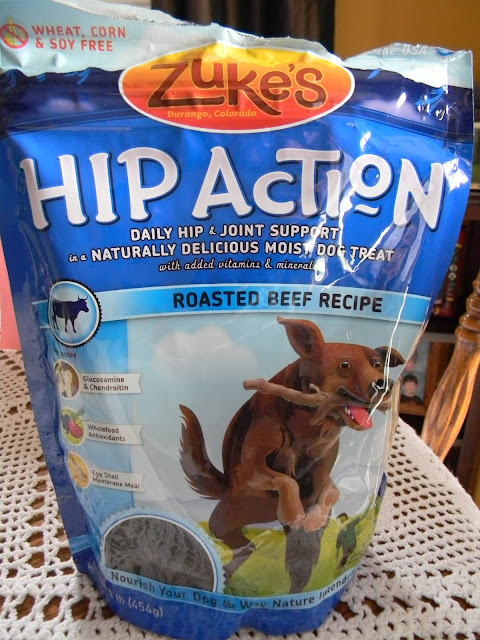 WHEAT, CORN
& SOY FREE
ZUKE'S
Durango, Colorado
HIP ACTION
DAILY HIP & JOINT SUPPORT
in a NATURALLY DELICIOUS MOIST DOG TREAT
with added vitamins & minerals
ROASTED BEEF RECIPE
Glucosamine
& Chondroitin
Wholefood
Antioxidants
Egg Shell
Membrane Meal
Nourish Your Dog the Way Nature Intended
1 lb (454g)